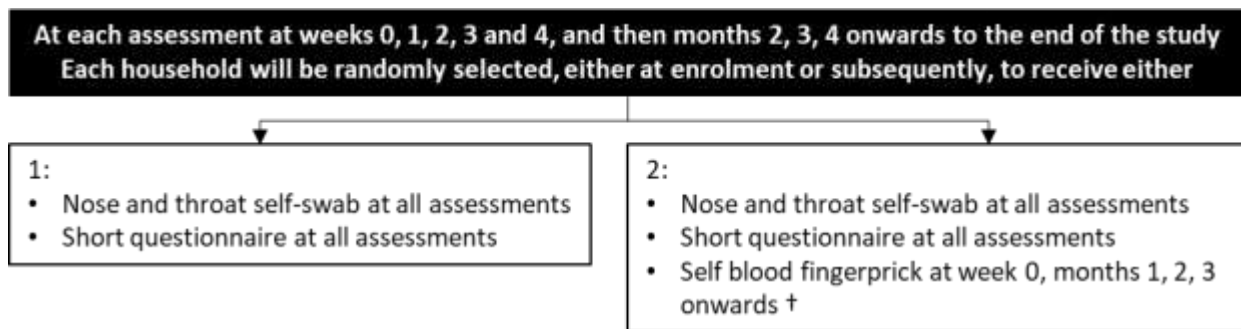 At each assessment at weeks 0, 1, 2, 3 and 4, and then months 2, 3, 4 onwards to the end of the study
Each household will be randomly selected, either at enrolment or subsequently, to receive either
1:
• Nose and throat self-swab at all assessments
• Short questionnaire at all assessments
2:
• Nose and throat self-swab at all assessments
• Short questionnaire at all assessments
• Self blood fingerprick at week 0, months 1, 2, 3
onwards †